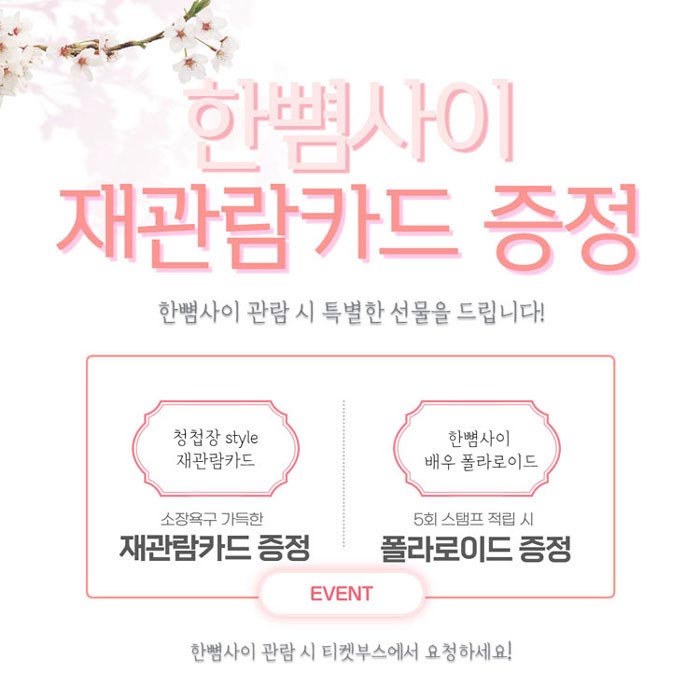 한뼘사이
재관람카드 증정
한뼘사이 관람 시 특별한 선물을 드립니다!
청첩장 style
재관람카드
소장욕구 가득한
재관람카드 증정
한뼘사이
배우 폴라로이드
5회 스탬프 적립 시
폴라로이드 증정
EVENT
한뼘사이 관람 시 티켓부스에서 요청하세요!